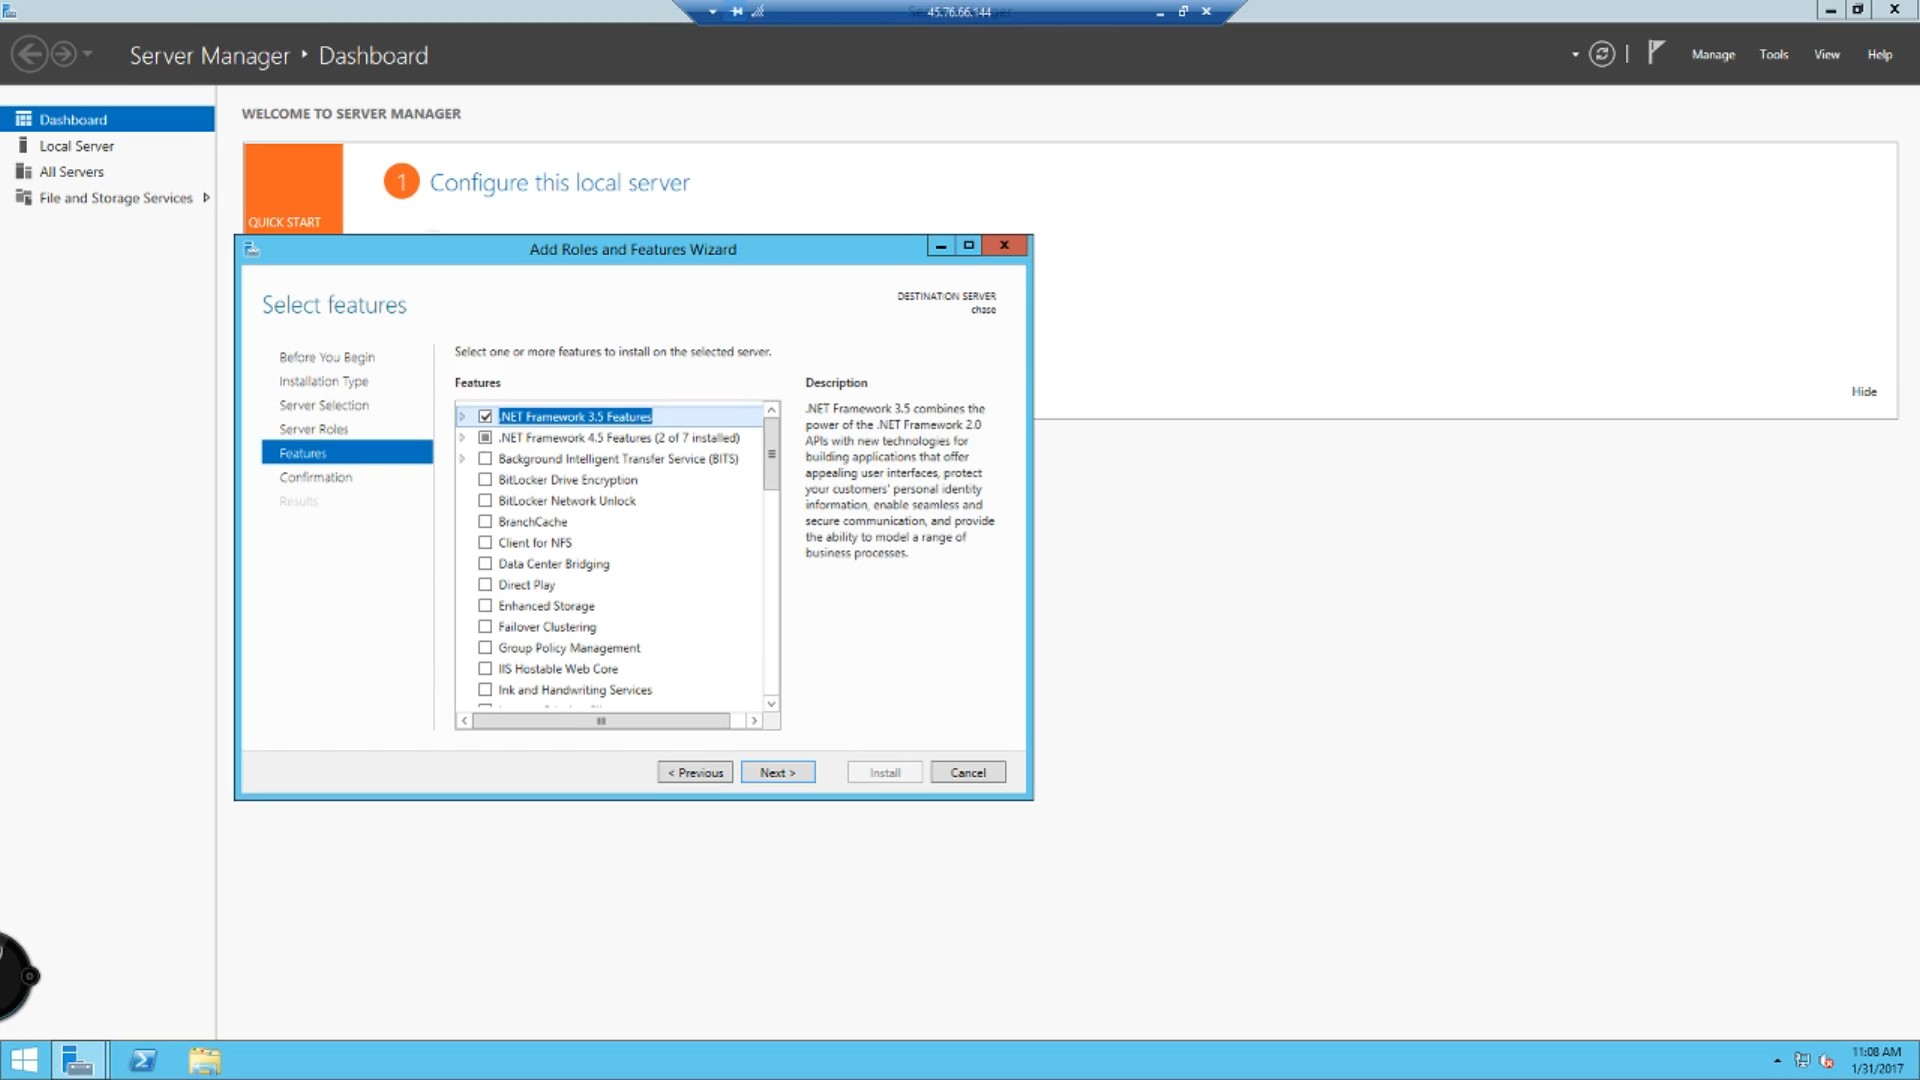 45.76.66.144
Server Manager ‣ Dashboard
Manage
Tools
View
Help
Dashboard
Local Server
All Servers
File and Storage Services
WELCOME TO SERVER MANAGER
QUICK START
1 Configure this local server
Hide
Add Roles and Features Wizard
Select features
DESTINATION SERVER
chase
Before You Begin
Installation Type
Server Selection
Server Roles
Features
Confirmation
Results
Select one or more features to install on the selected server.
Features
.NET Framework 3.5 Features
.NET Framework 4.5 Features (2 of 7 installed)
Background Intelligent Transfer Service (BITS)
BitLocker Drive Encryption
BitLocker Network Unlock
BranchCache
Client for NFS
Data Center Bridging
Direct Play
Enhanced Storage
Failover Clustering
Group Policy Management
IIS Hostable Web Core
Ink and Handwriting Services
Description
.NET Framework 3.5 combines the
power of the .NET Framework 2.0
APIs with new technologies for
building applications that offer
appealing user interfaces, protect
your customers' personal identity
information, enable seamless and
secure communication, and provide
the ability to model a range of
business processes.
< Previous
Next >
Install
Cancel
11:08 AM
1/31/2017